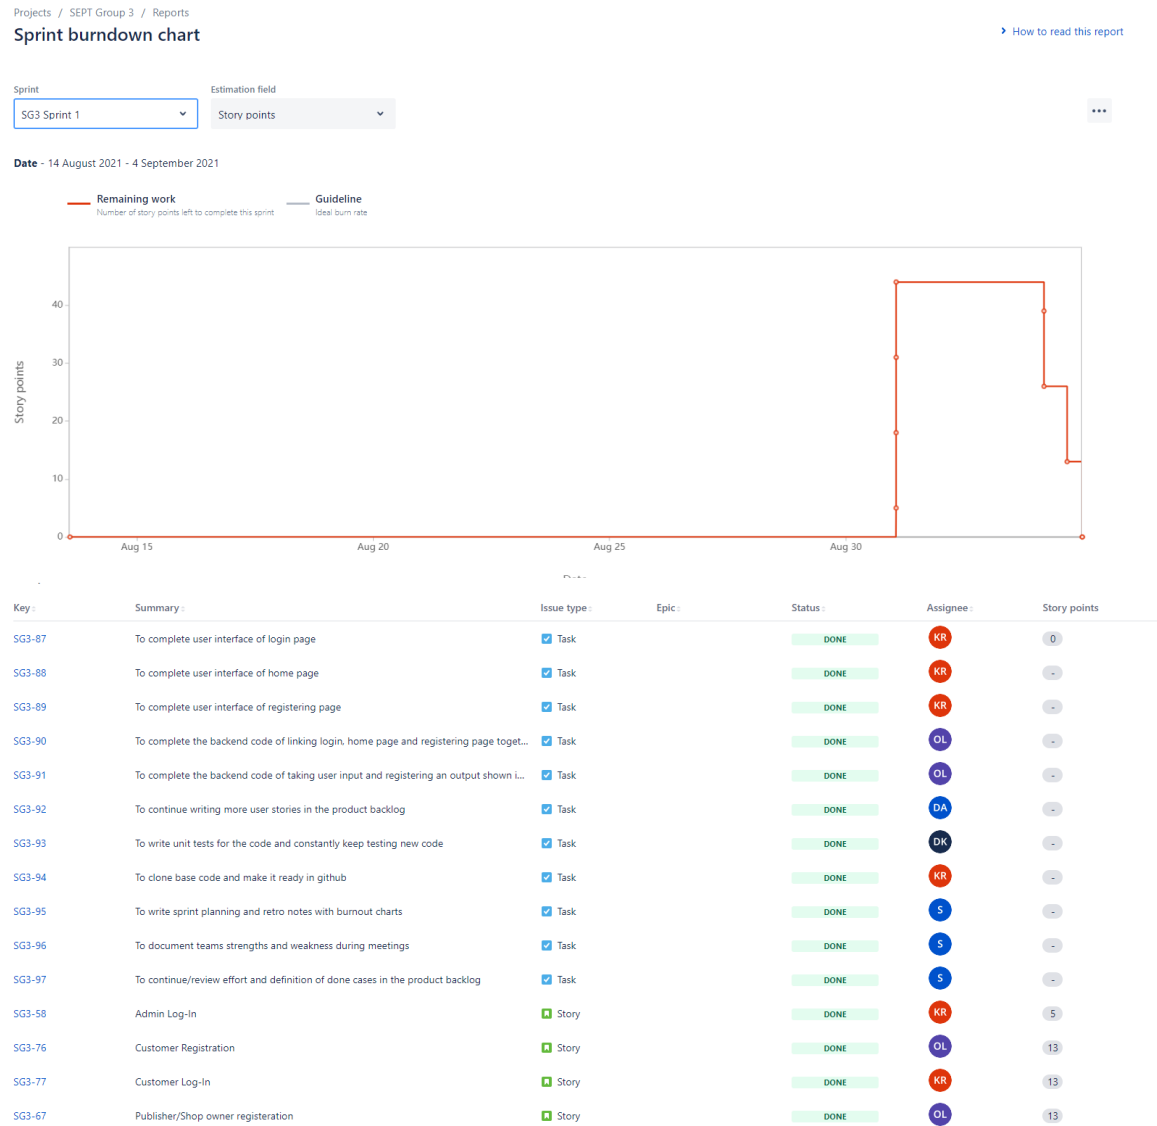 Projects / SEPT Group 3 / Reports
Sprint burndown chart
How to read this report
Sprint Estimation field
SG3 Sprint 1 Story points
Date - 14 August 2021 - 4 September 2021
Remaining work Guideline
Number of story points left to complete this sprint Ideal burn rate
40
30
Story points
20
10
0
Aug 15 Aug 20 Aug 25 Aug 30
Key Summary Issue type Epic Status Assignee Story points
SG3-87 To complete user interface of login page Task DONE KR 0
SG3-88 To complete user interface of home page Task DONE KR -
SG3-89 To complete user interface of registering page Task DONE KR -
SG3-90 To complete the backend code of linking login, home page and registering page toget... Task DONE OL -
SG3-91 To complete the backend code of taking user input and registering an output shown i... Task DONE OL -
SG3-92 To continue writing more user stories in the product backlog Task DONE DA -
SG3-93 To write unit tests for the code and constantly keep testing new code Task DONE DK -
SG3-94 To clone base code and make it ready in github Task DONE KR -
SG3-95 To write sprint planning and retro notes with burnout charts Task DONE S -
SG3-96 To document teams strengths and weakness during meetings Task DONE S -
SG3-97 To continue/review effort and definition of done cases in the product backlog Task DONE S -
SG3-58 Admin Log-In Story DONE KR 5
SG3-76 Customer Registration Story DONE OL 13
SG3-77 Customer Log-In Story DONE KR 13
SG3-67 Publisher/Shop owner registeration Story DONE OL 13